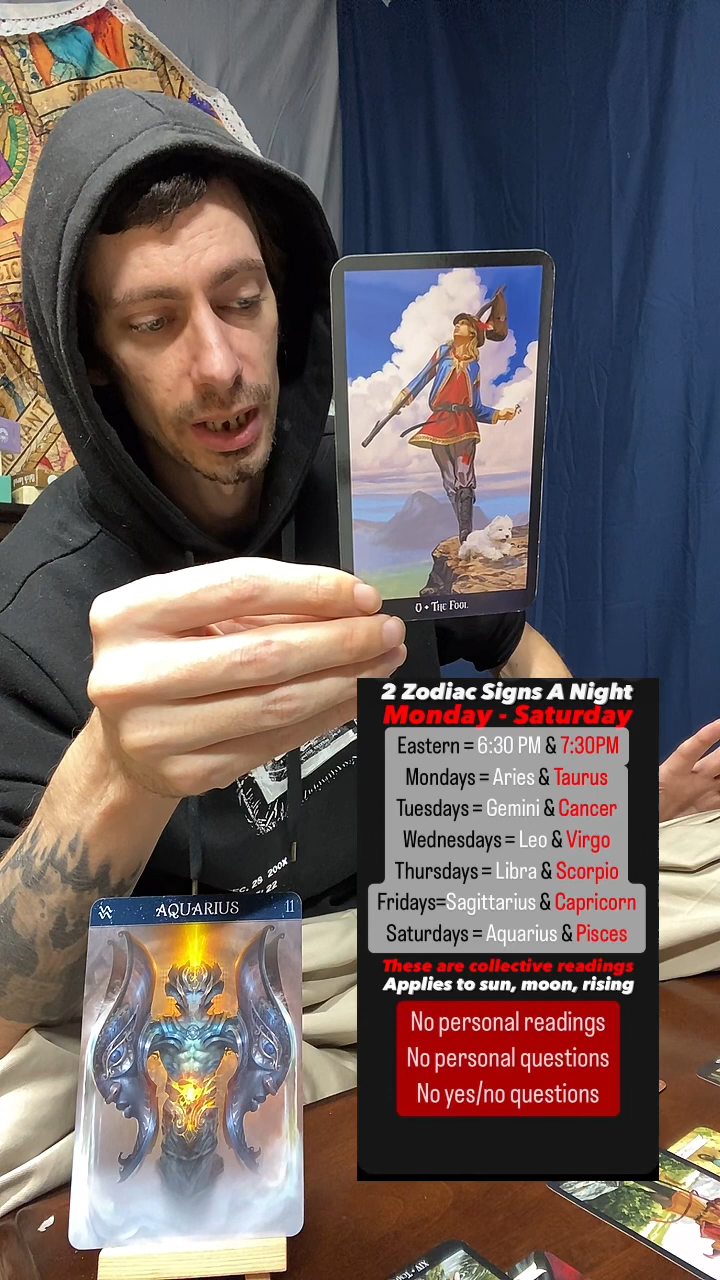 STRENGTH
0 • THE FOOL
2 Zodiac Signs A Night
Monday - Saturday
Eastern = 6:30 PM & 7:30PM
Mondays = Aries & Taurus
Tuesdays = Gemini & Cancer
Wednesdays = Leo & Virgo
Thursdays = Libra & Scorpio
Fridays=Sagittarius & Capricorn
Saturdays = Aquarius & Pisces
These are collective readings
Applies to sun, moon, rising
No personal readings
No personal questions
No yes/no questions
AQUARIUS 11